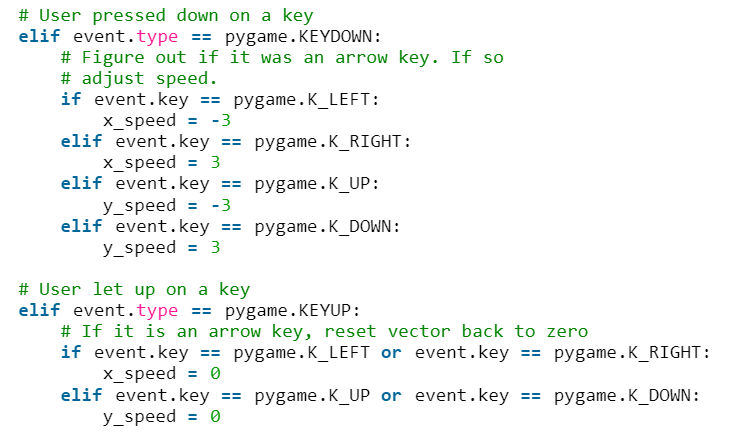 # User pressed down on a key
elif event.type == pygame.KEYDOWN:
    # Figure out if it was an arrow key. If so
    # adjust speed.
    if event.key == pygame.K_LEFT:
        x_speed = -3
    elif event.key == pygame.K_RIGHT:
        x_speed = 3
    elif event.key == pygame.K_UP:
        y_speed = -3
    elif event.key == pygame.K_DOWN:
        y_speed = 3

# User let up on a key
elif event.type == pygame.KEYUP:
    # If it is an arrow key, reset vector back to zero
    if event.key == pygame.K_LEFT or event.key == pygame.K_RIGHT:
        x_speed = 0
    elif event.key == pygame.K_UP or event.key == pygame.K_DOWN:
        y_speed = 0